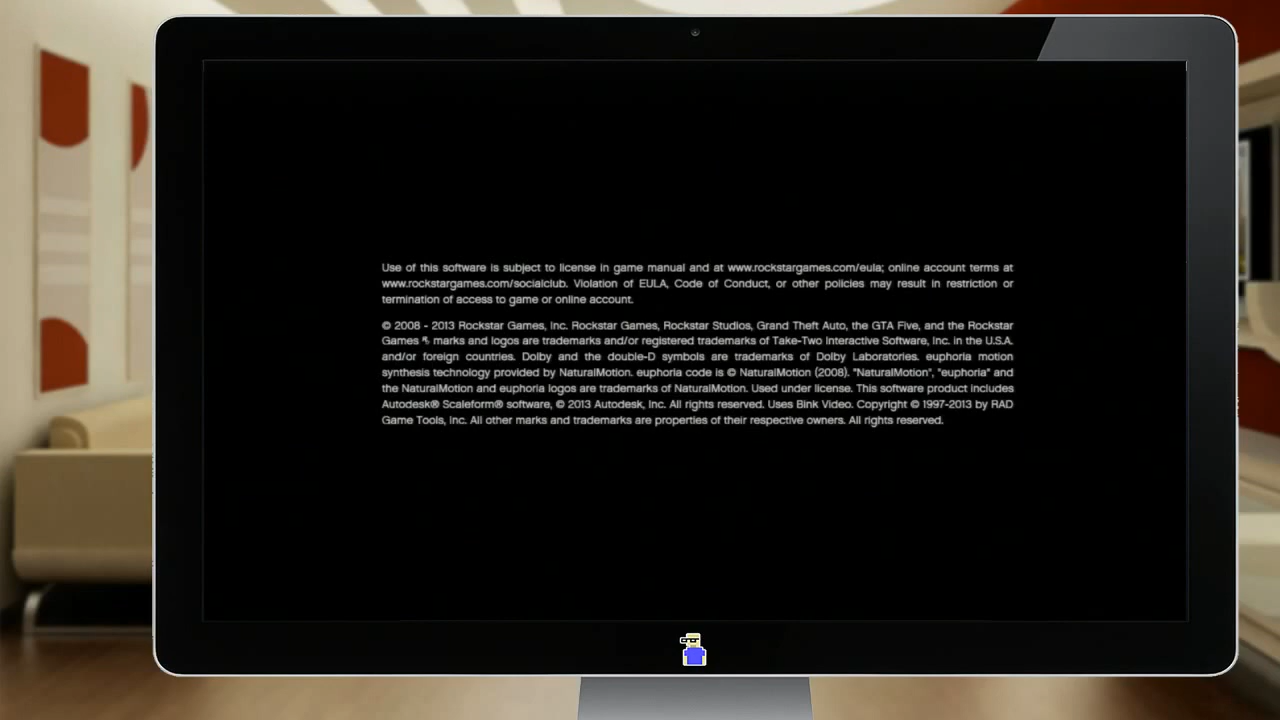 Use of this software is subject to license in game manual and at www.rockstargames.com/eula; online account terms at
www.rockstargames.com/socialclub. Violation of EULA, Code of Conduct, or other policies may result in restriction or
termination of access to game or online account.
© 2008 - 2013 Rockstar Games, Inc. Rockstar Games, Rockstar Studios, Grand Theft Auto, the GTA Five, and the Rockstar
Games R* marks and logos are trademarks and/or registered trademarks of Take-Two Interactive Software, Inc. in the U.S.A.
and/or foreign countries. Dolby and the double-D symbols are trademarks of Dolby Laboratories. euphoria motion
synthesis technology provided by NaturalMotion. euphoria code is © NaturalMotion (2008). "NaturalMotion", "euphoria" and
the NaturalMotion and euphoria logos are trademarks of NaturalMotion. Used under license. This software product includes
Autodesk® Scaleform® software, © 2013 Autodesk, Inc. All rights reserved. Uses Bink Video. Copyright © 1997-2013 by RAD
Game Tools, Inc. All other marks and trademarks are properties of their respective owners. All rights reserved.